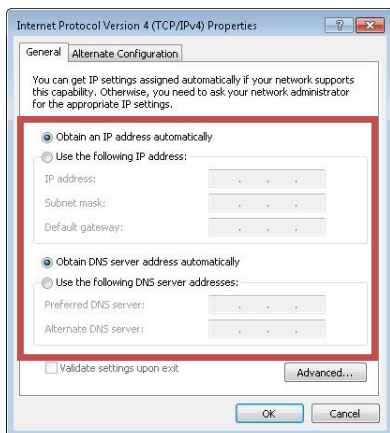 Internet Protocol Version 4 (TCP/IPv4) Properties
General
Alternate Configuration
You can get IP settings assigned automatically if your network supports
this capability. Otherwise, you need to ask your network administrator
for the appropriate IP settings.
Obtain an IP address automatically
Use the following IP address:
IP address:
Subnet mask:
Default gateway:
Obtain DNS server address automatically
Use the following DNS server addresses:
Preferred DNS server:
Alternate DNS server:
Validate settings upon exit
Advanced...
OK
Cancel